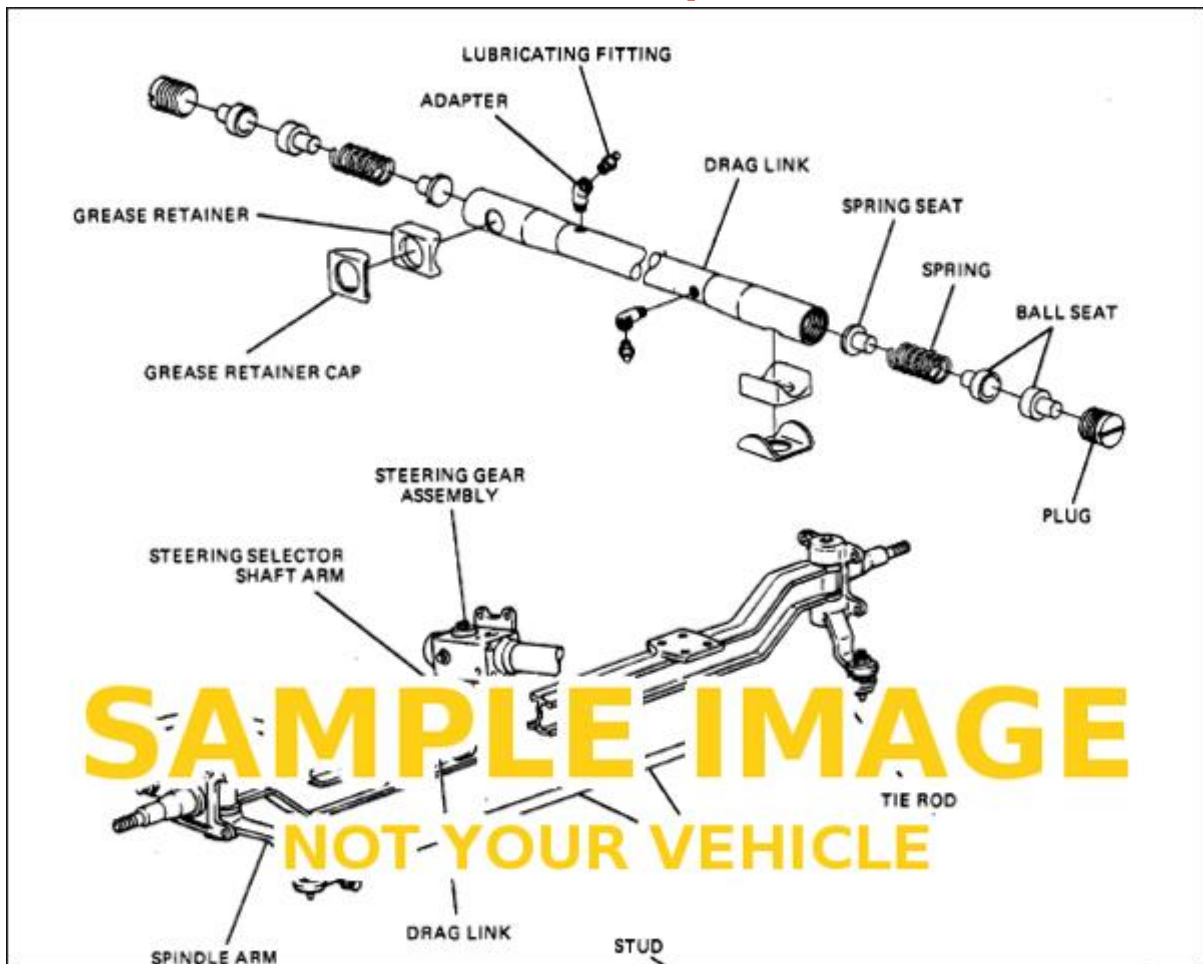 LUBRICATING FITTING
ADAPTER
DRAG LINK
GREASE RETAINER
SPRING SEAT
SPRING
BALL SEAT
GREASE RETAINER CAP
PLUG
STEERING GEAR
ASSEMBLY
STEERING SELECTOR
SHAFT ARM
SAMPLE IMAGE
TIE ROD
NOT YOUR VEHICLE
DRAG LINK
STUD
SPINDLE ARM